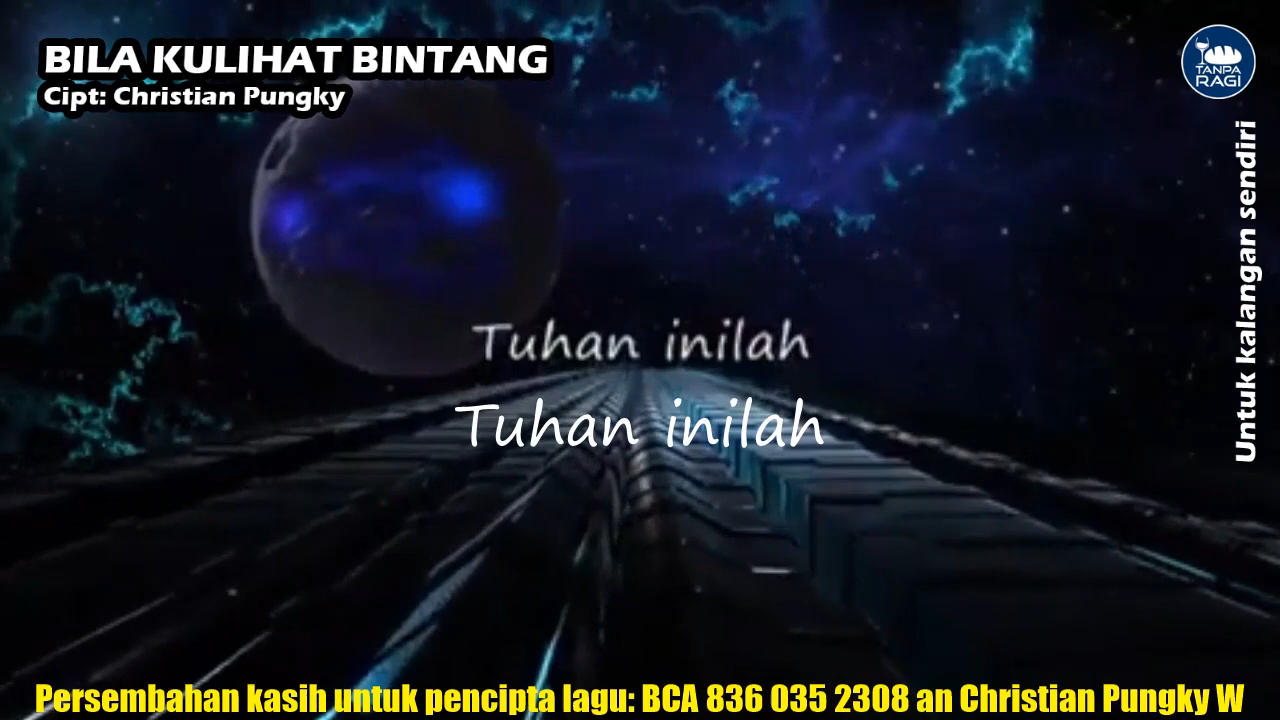 BILA KULIHAT BINTANG
Cipt: Christian Pungky
TANPA
RAGI
Untuk kalangan sendiri
Tuhan inilah
Tuhan inilah
Persembahan kasih untuk pencipta lagu: BCA 836 035 2308 an Christian Pungky W